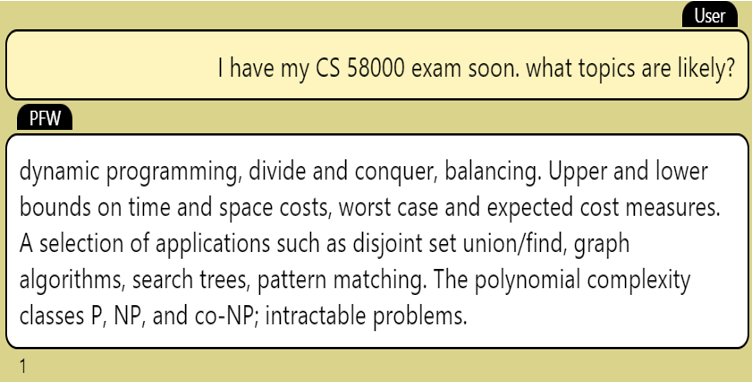 User
I have my CS 58000 exam soon. what topics are likely?
PFW
dynamic programming, divide and conquer, balancing. Upper and lower
bounds on time and space costs, worst case and expected cost measures.
A selection of applications such as disjoint set union/find, graph
algorithms, search trees, pattern matching. The polynomial complexity
classes P, NP, and co-NP; intractable problems.
1